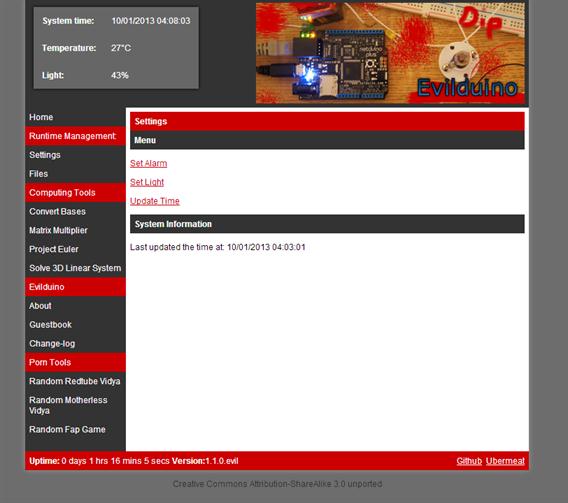 System time: 10/01/2013 04:08:03
Temperature: 27°C
Light: 43%
netduino
plus
Dip
Evilduino
Home
Runtime Management:
Settings
Files
Computing Tools
Convert Bases
Matrix Multiplier
Project Euler
Solve 3D Linear System
Evilduino
About
Guestbook
Change-log
Porn Tools
Random Redtube Vidya
Random Motherless
Vidya
Random Fap Game
Settings
Menu
Set Alarm
Set Light
Update Time
System Information
Last updated the time at: 10/01/2013 04:03:01
Uptime: 0 days 1 hrs 16 mins 5 secs Version:1.1.0.evil
Github Ubermeat
Creative Commons Attribution-ShareAlike 3.0 unported